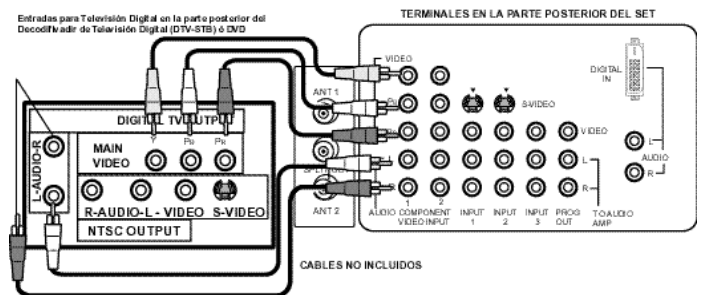 Entradas para Televisión Digital en la parte posterior del
Decodifivador de Televisión Digital (DTV-STB) ó DVD
TERMINALES EN LA PARTE POSTERIOR DEL SET
VIDEO
ANT 1
DIGITAL
IN
S-VIDEO
DIGITAL TV OUTP
Y PB PR
MAIN
VIDEO
L-AUDIO-R
VIDEO
L
AUDIO
R
L
R
L
R
R-AUDIO-L - VIDEO S-VIDEO
NTSC OUTPUT
ANT 2
AUDIO
1 2
COMPONENT
VIDEO INPUT
INPUT
1
INPUT
2
INPUT
3
PROG
OUT
TO AUDIO
AMP
CABLES NO INCLUIDOS